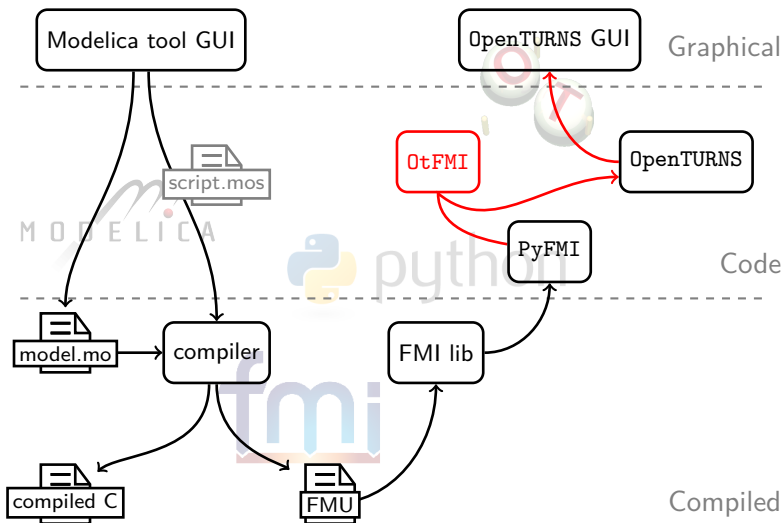 Modelica tool GUI
OpenTURNS GUI
Graphical
OT
script.mos
OtFMI
OpenTURNS
MODELICA
PyFMI
python
Code
model.mo
compiler
FMI lib
fmi
compiled C
FMU
Compiled